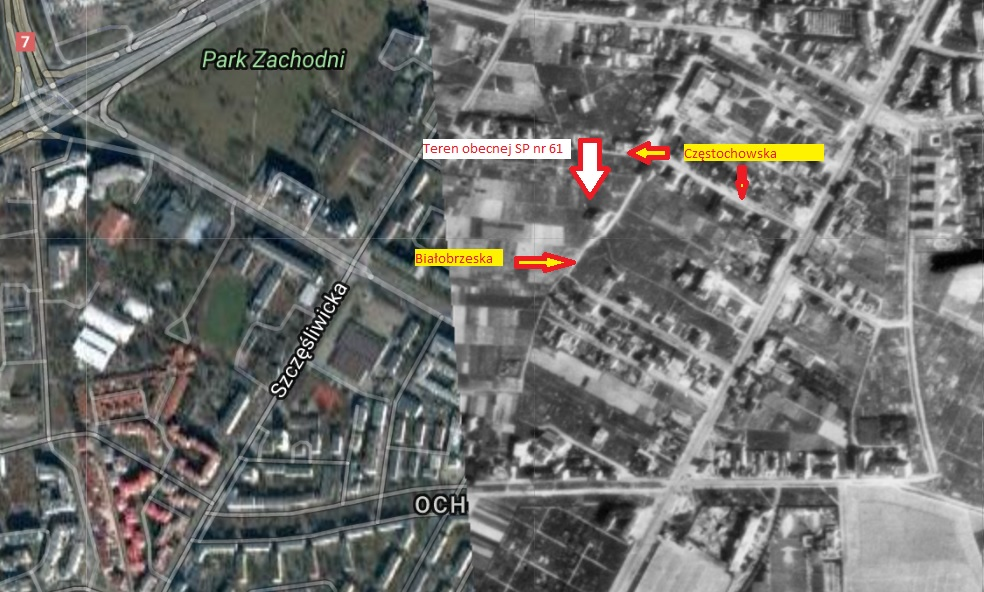 7
Park Zachodni
Teren obecnej SP nr 61
Częstochowska
Białobrzeska
Szczęśliwicka
OCH